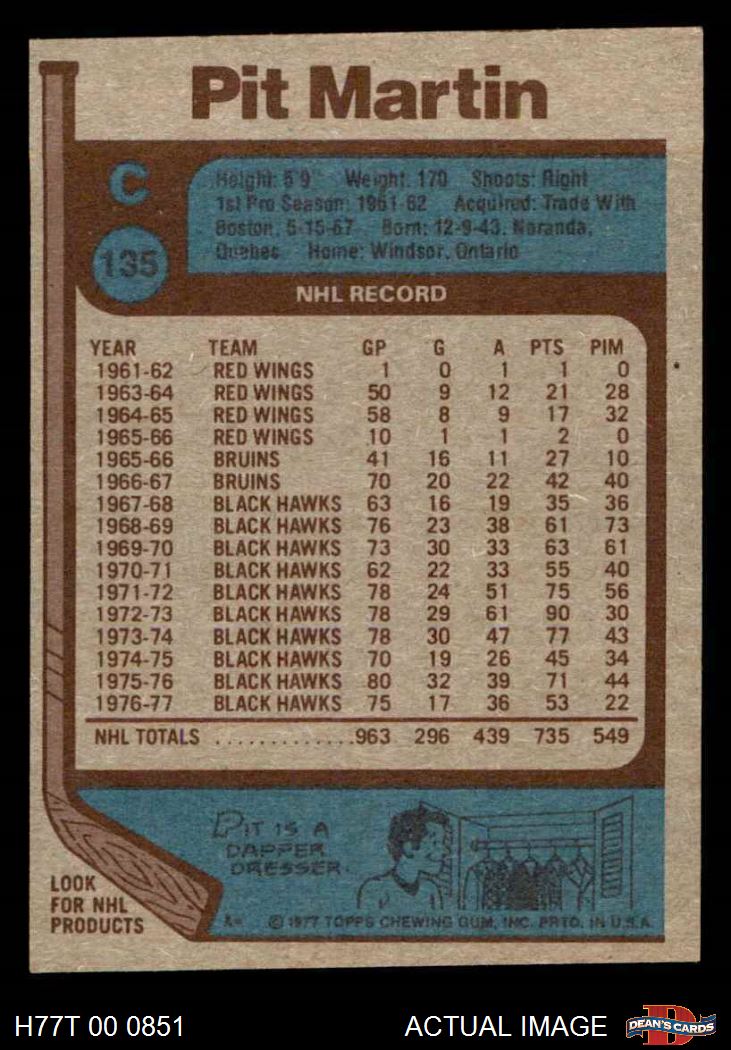 Pit Martin
C
135
Height: 5'9" Weight: 170 Shoots: Right
1st Pro Season: 1961-62 Acquired: Trade With
Boston, 5-15-67 Born: 12-9-43, Noranda,
Quebec Home: Windsor, Ontario
NHL RECORD
YEAR TEAM GP G A PTS PIM
1961-62 RED WINGS 1 0 1 1 0
1963-64 RED WINGS 50 9 12 21 28
1964-65 RED WINGS 58 8 9 17 32
1965-66 RED WINGS 10 1 1 2 0
1965-66 BRUINS 41 16 11 27 10
1966-67 BRUINS 70 20 22 42 40
1967-68 BLACK HAWKS 63 16 19 35 36
1968-69 BLACK HAWKS 76 23 38 61 73
1969-70 BLACK HAWKS 73 30 33 63 61
1970-71 BLACK HAWKS 62 22 33 55 40
1971-72 BLACK HAWKS 78 24 51 75 56
1972-73 BLACK HAWKS 78 29 61 90 30
1973-74 BLACK HAWKS 78 30 47 77 43
1974-75 BLACK HAWKS 70 19 26 45 34
1975-76 BLACK HAWKS 80 32 39 71 44
1976-77 BLACK HAWKS 75 17 36 53 22
NHL TOTALS ..............963 296 439 735 549
PIT IS A
DAPPER
DRESSER.
LOOK
FOR NHL
PRODUCTS
© 1977 TOPPS CHEWING GUM, INC. PRTD. IN U.S.A.
H77T 00 0851
ACTUAL IMAGE
D
DEAN'S CARDS